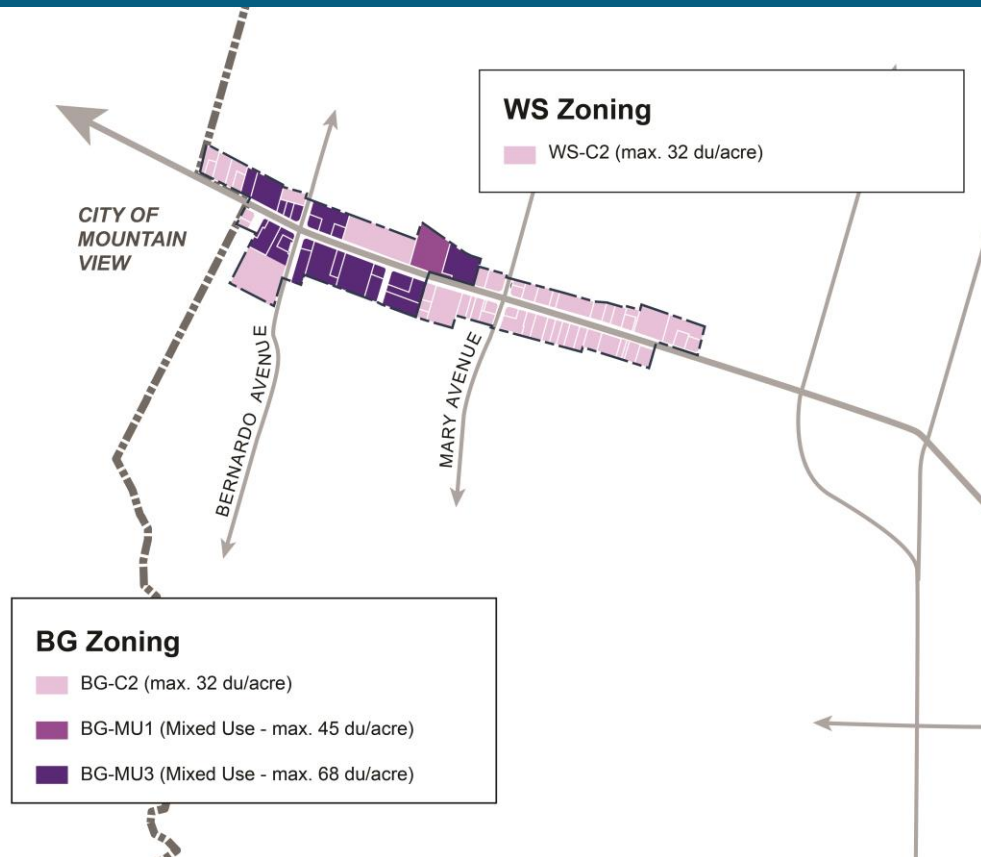 WS Zoning
WS-C2 (max. 32 du/acre)
CITY OF
MOUNTAIN
VIEW
BERNARDO AVENUE
MARY AVENUE
BG Zoning
BG-C2 (max. 32 du/acre)
BG-MU1 (Mixed Use - max. 45 du/acre)
BG-MU3 (Mixed Use - max. 68 du/acre)